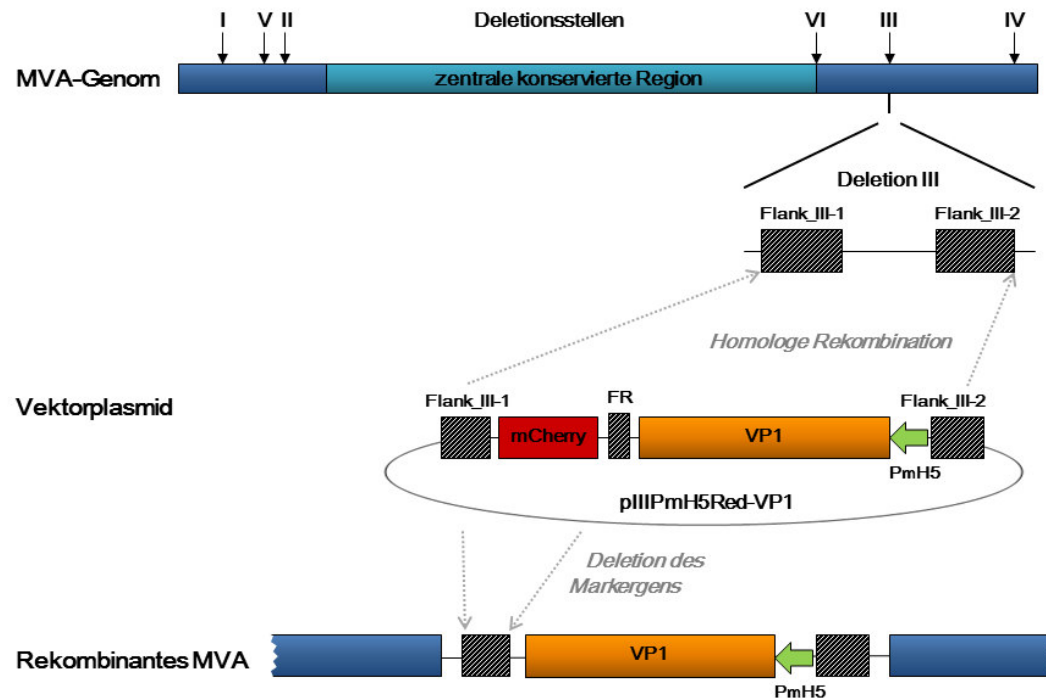 I V II Deletionsstellen VI III IV
MVA-Genom zentrale konservierte Region
Deletion III
Flank_III-1 Flank_III-2
Homologe Rekombination
Vektorplasmid Flank_III-1 FR Flank_III-2
mCherry VP1
PmH5
pIIIPmH5Red-VP1
Deletion des
Markergens
Rekombinantes MVA VP1
PmH5